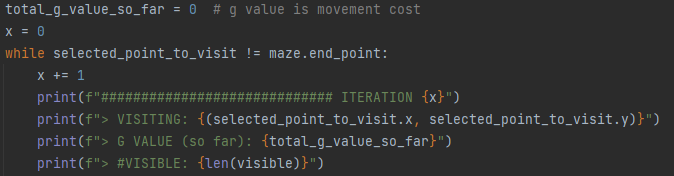 total_g_value_so_far = 0  # g value is movement cost
x = 0
while selected_point_to_visit != maze.end_point:
    x += 1
    print(f"############################# ITERATION {x}")
    print(f"> VISITING: {(selected_point_to_visit.x, selected_point_to_visit.y)}")
    print(f"> G VALUE (so far): {total_g_value_so_far}")
    print(f"> #VISIBLE: {len(visible)}")